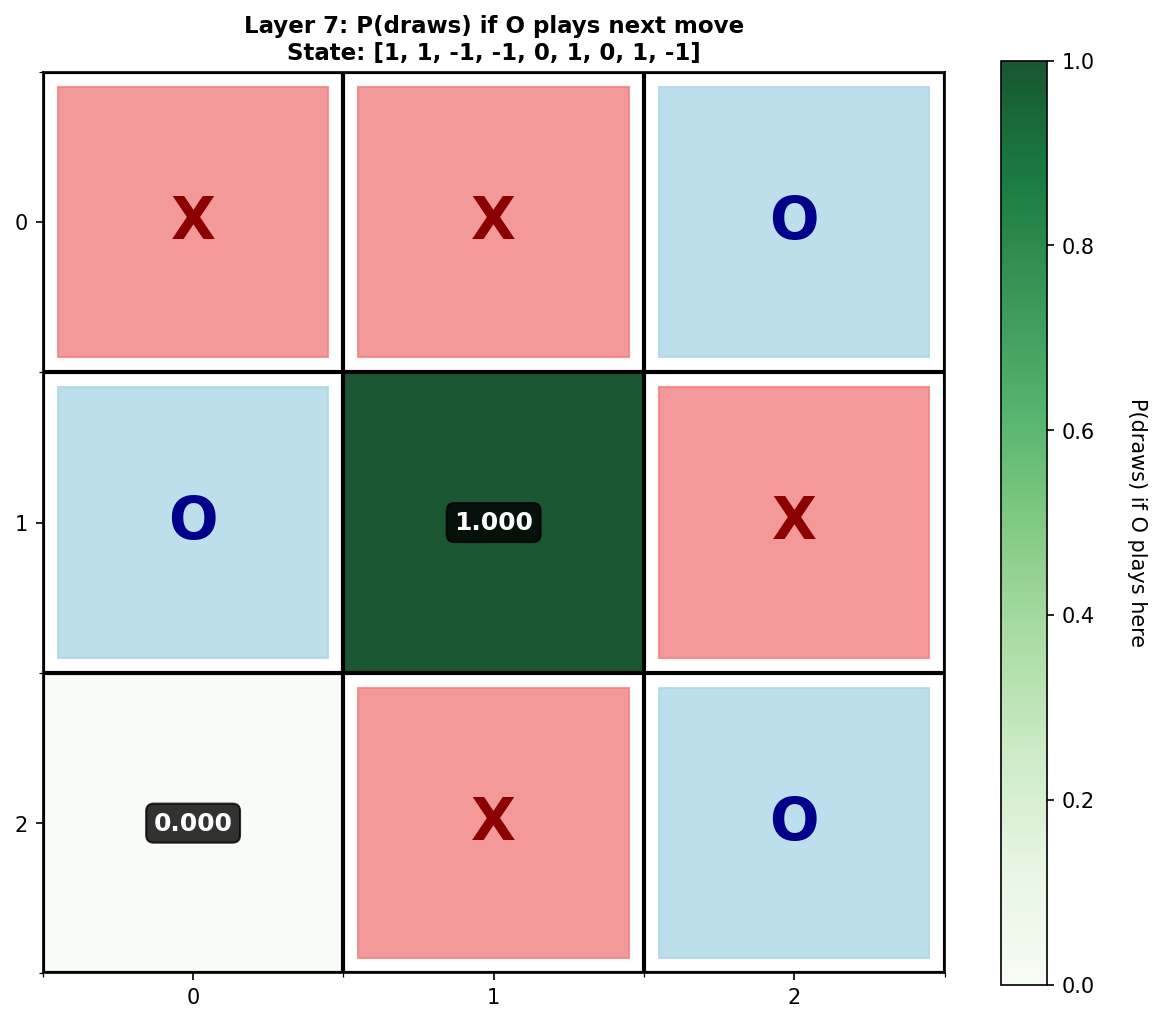 Layer 7: P(draws) if O plays next move
State: [1, 1, -1, -1, 0, 1, 0, 1, -1]
X
X
O
0
O
1.000
X
1
0.000
X
O
2
0
1
2
1.0
0.8
0.6
0.4
0.2
0.0
P(draws) if O plays here